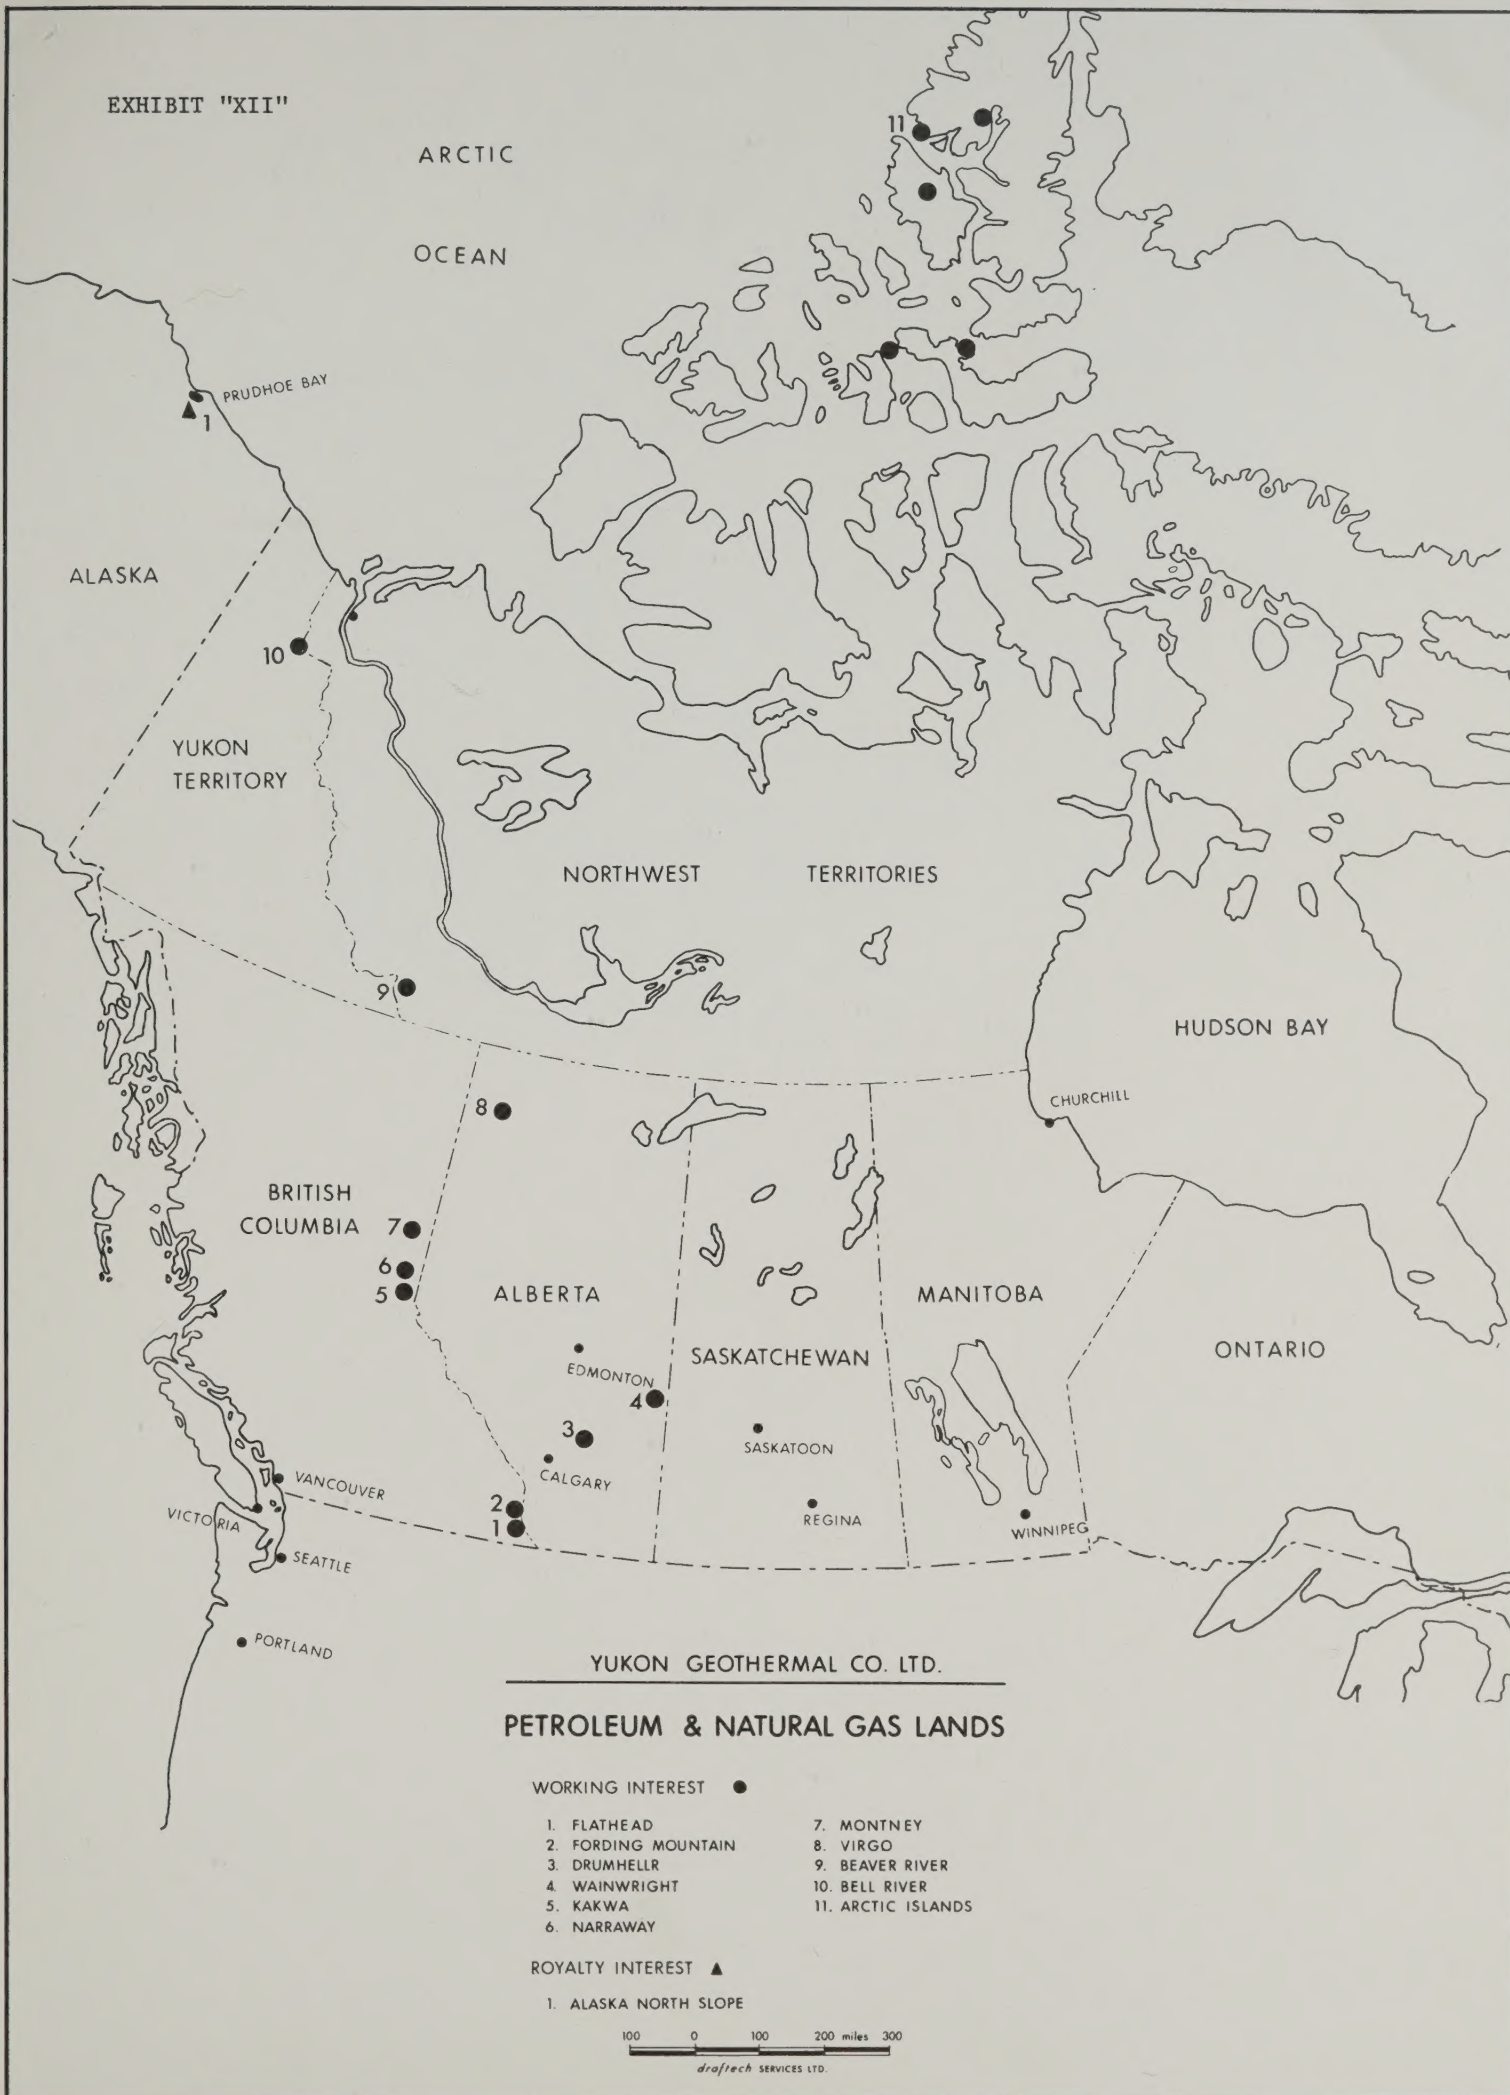 EXHIBIT "XII"
ARCTIC
OCEAN
11
PRUDHOE BAY
1
ALASKA
10
YUKON
TERRITORY
NORTHWEST TERRITORIES
9
HUDSON BAY
8
CHURCHILL
BRITISH
COLUMBIA
7
6
5
ALBERTA
MANITOBA
ONTARIO
SASKATCHEWAN
EDMONTON
4
3
SASKATOON
CALGARY
VANCOUVER
2
VICTORIA
1
REGINA
WINNIPEG
SEATTLE
PORTLAND
YUKON GEOTHERMAL CO. LTD.
PETROLEUM & NATURAL GAS LANDS
WORKING INTEREST
1. FLATHEAD
2. FORDING MOUNTAIN
3. DRUMHELLR
4. WAINWRIGHT
5. KAKWA
6. NARRAWAY
7. MONTNEY
8. VIRGO
9. BEAVER RIVER
10. BELL RIVER
11. ARCTIC ISLANDS
ROYALTY INTEREST
1. ALASKA NORTH SLOPE
100 0 100 200 miles 300
draftech SERVICES LTD.